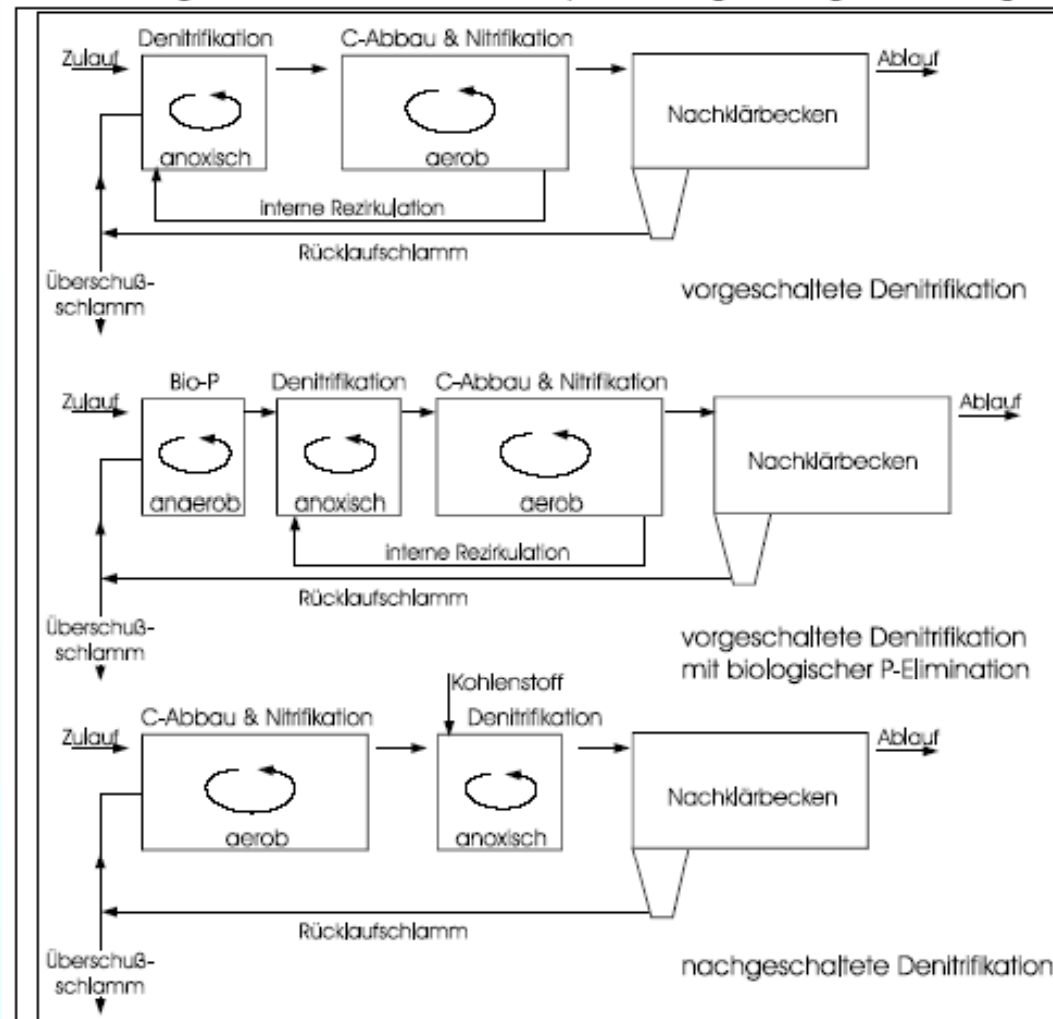 Denitrifikation C-Abbau & Nitrifikation
Zulauf Ablauf
Nachklärbecken
anoxisch aerob
interne Rezirkulation
Rücklaufschlamm
Überschuß-
schlamm
vorgeschaltete Denitrifikation
Bio-P Denitrifikation C-Abbau & Nitrifikation
Zulauf Ablauf
Nachklärbecken
anaerob anoxisch aerob
interne Rezirkulation
Rücklaufschlamm
Überschuß-
schlamm
vorgeschaltete Denitrifikation
mit biologischer P-Elimination
Kohlenstoff
C-Abbau & Nitrifikation Denitrifikation
Zulauf Ablauf
Nachklärbecken
aerob anoxisch
Rücklaufschlamm
Überschuß-
schlamm
nachgeschaltete Denitrifikation